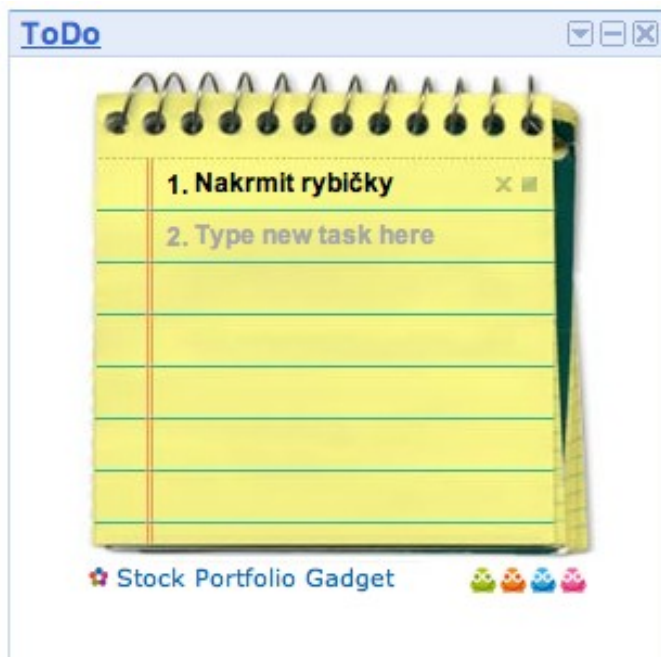 ToDo
1. Nakrmit rybičky
2. Type new task here
Stock Portfolio Gadget